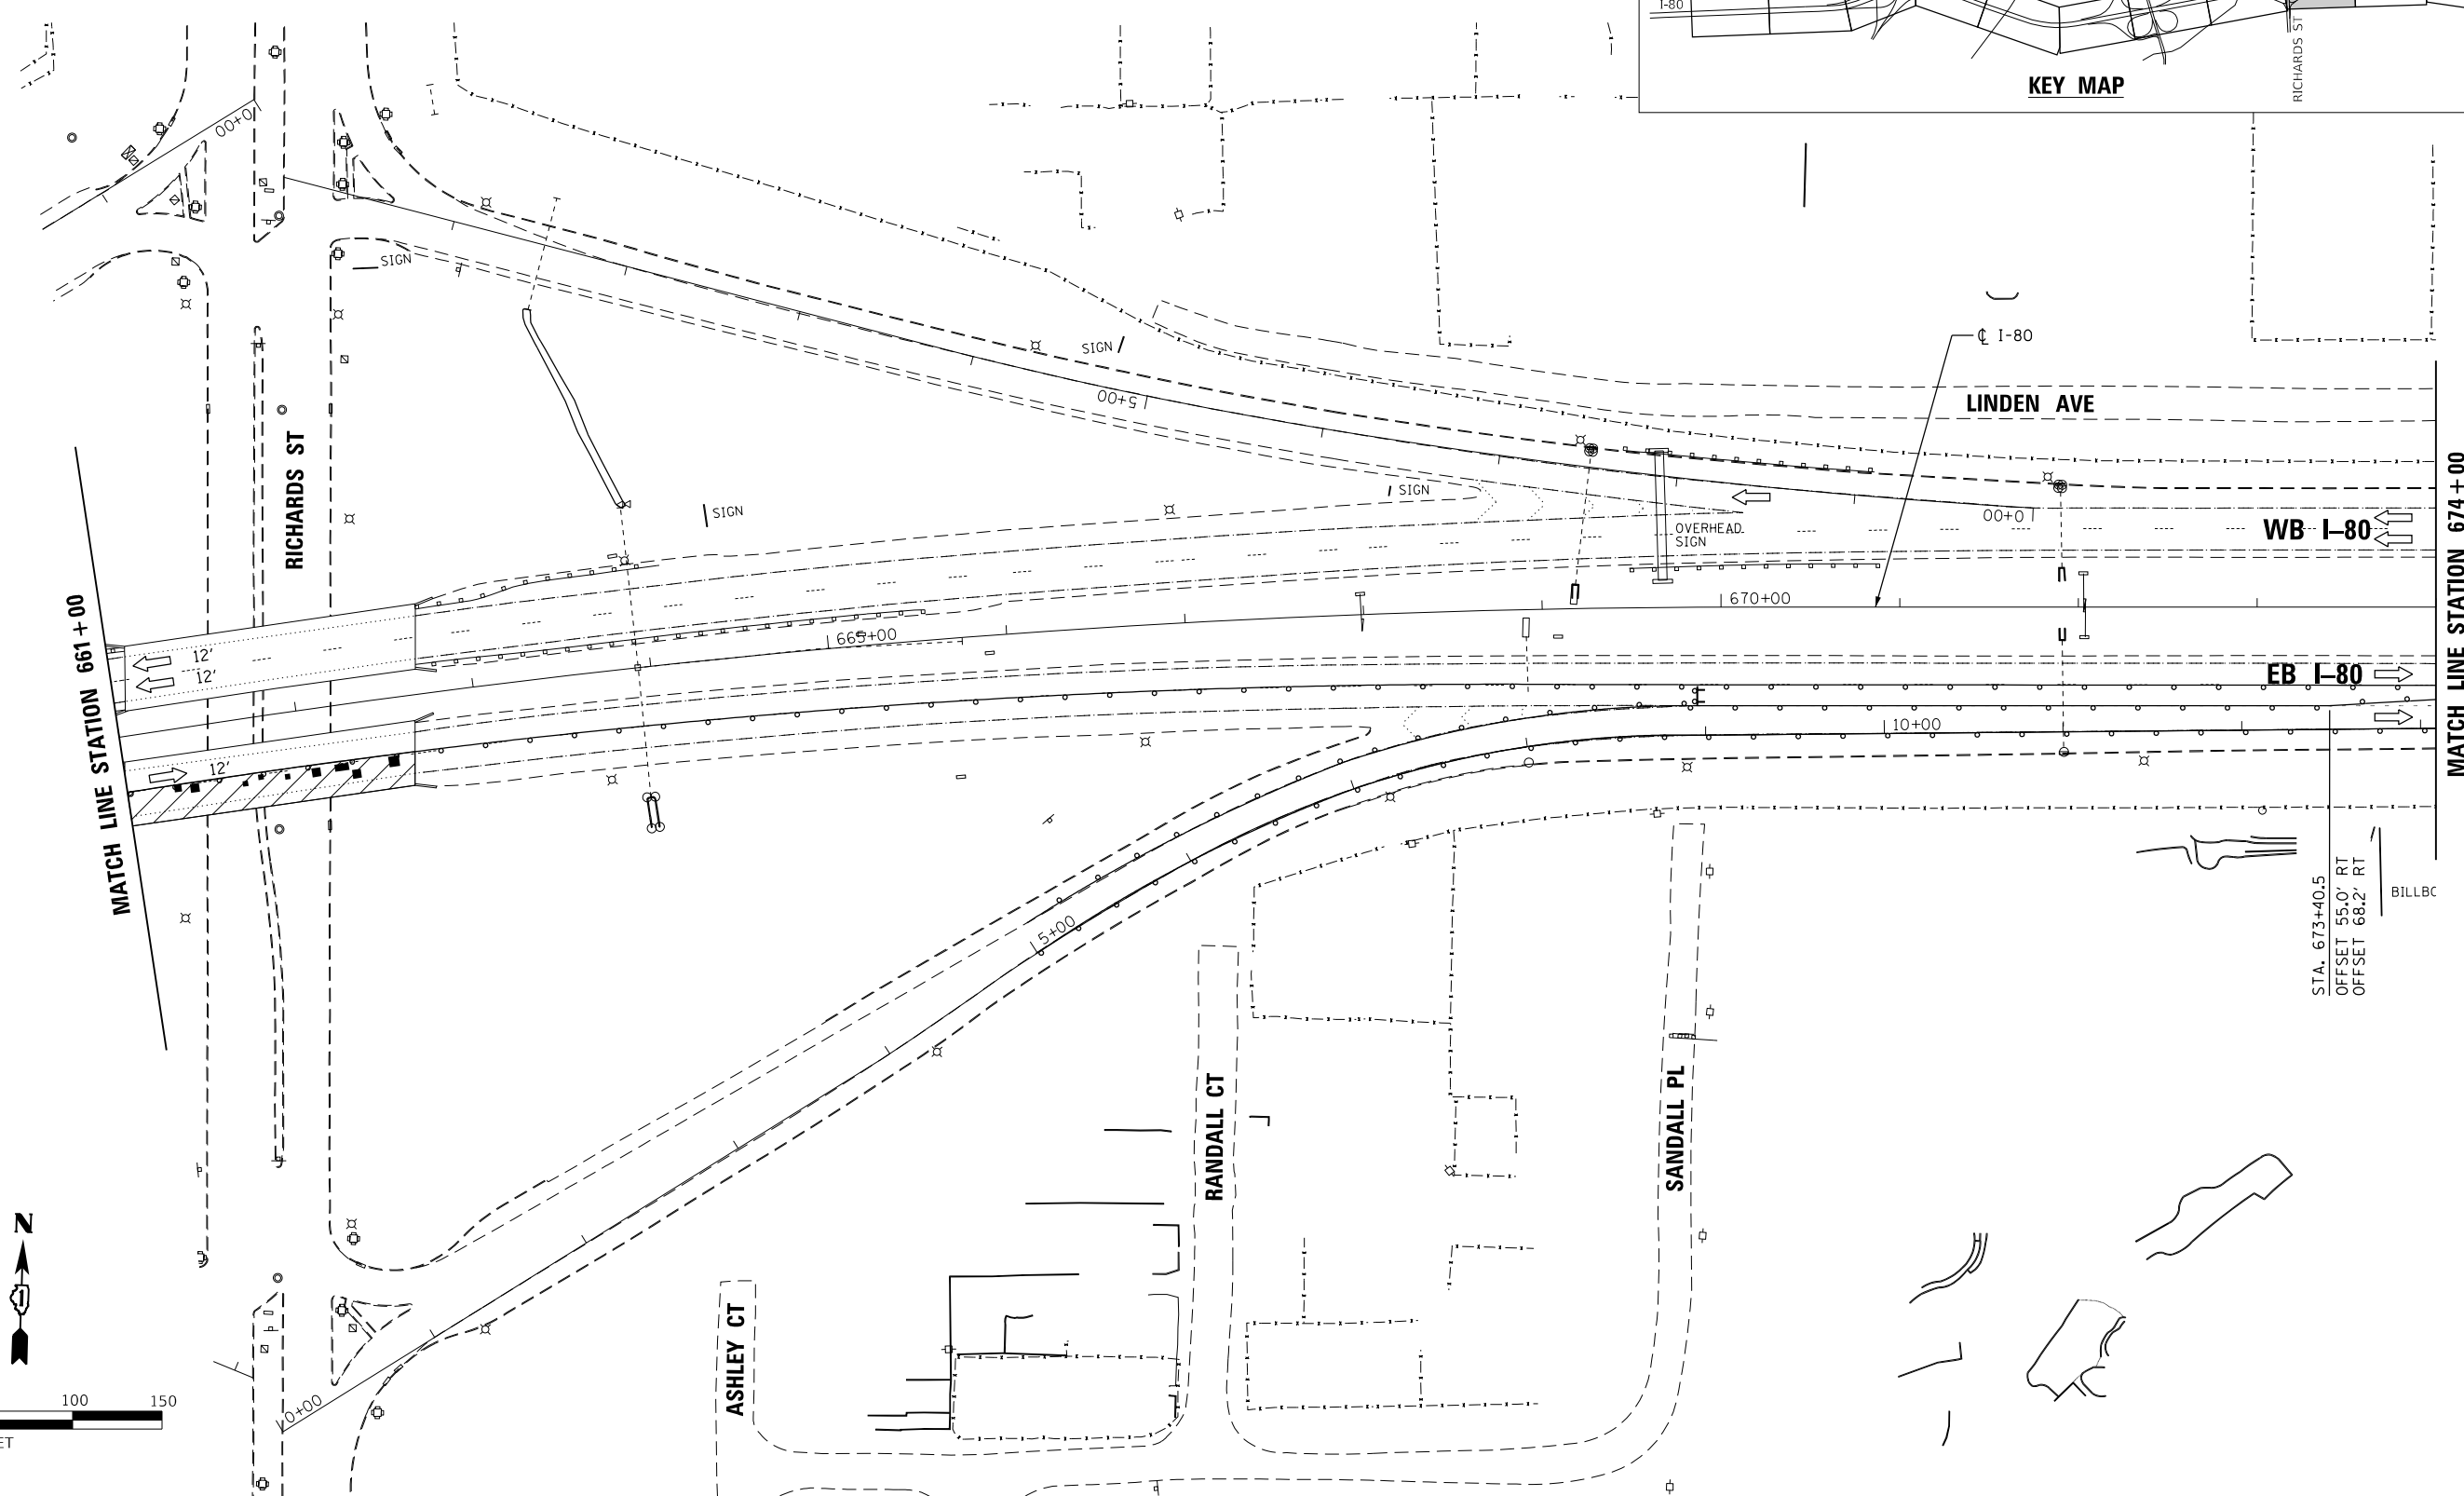 I-80
RICHARDS ST
KEY MAP
0+00
SIGN
℄ I-80
SIGN
5+00
LINDEN AVE
RICHARDS ST
SIGN
SIGN
0+00
OVERHEAD
SIGN
WB I-80
MATCH LINE STATION 674+00
670+00
MATCH LINE STATION 661+00
665+00
12'
12'
EB I-80
10+00
12'
STA. 673+40.5
OFFSET 55.0' RT
OFFSET 68.2' RT
BILLBO
5+00
RANDALL CT
SANDALL PL
N
ASHLEY CT
0+00
100 150
ET